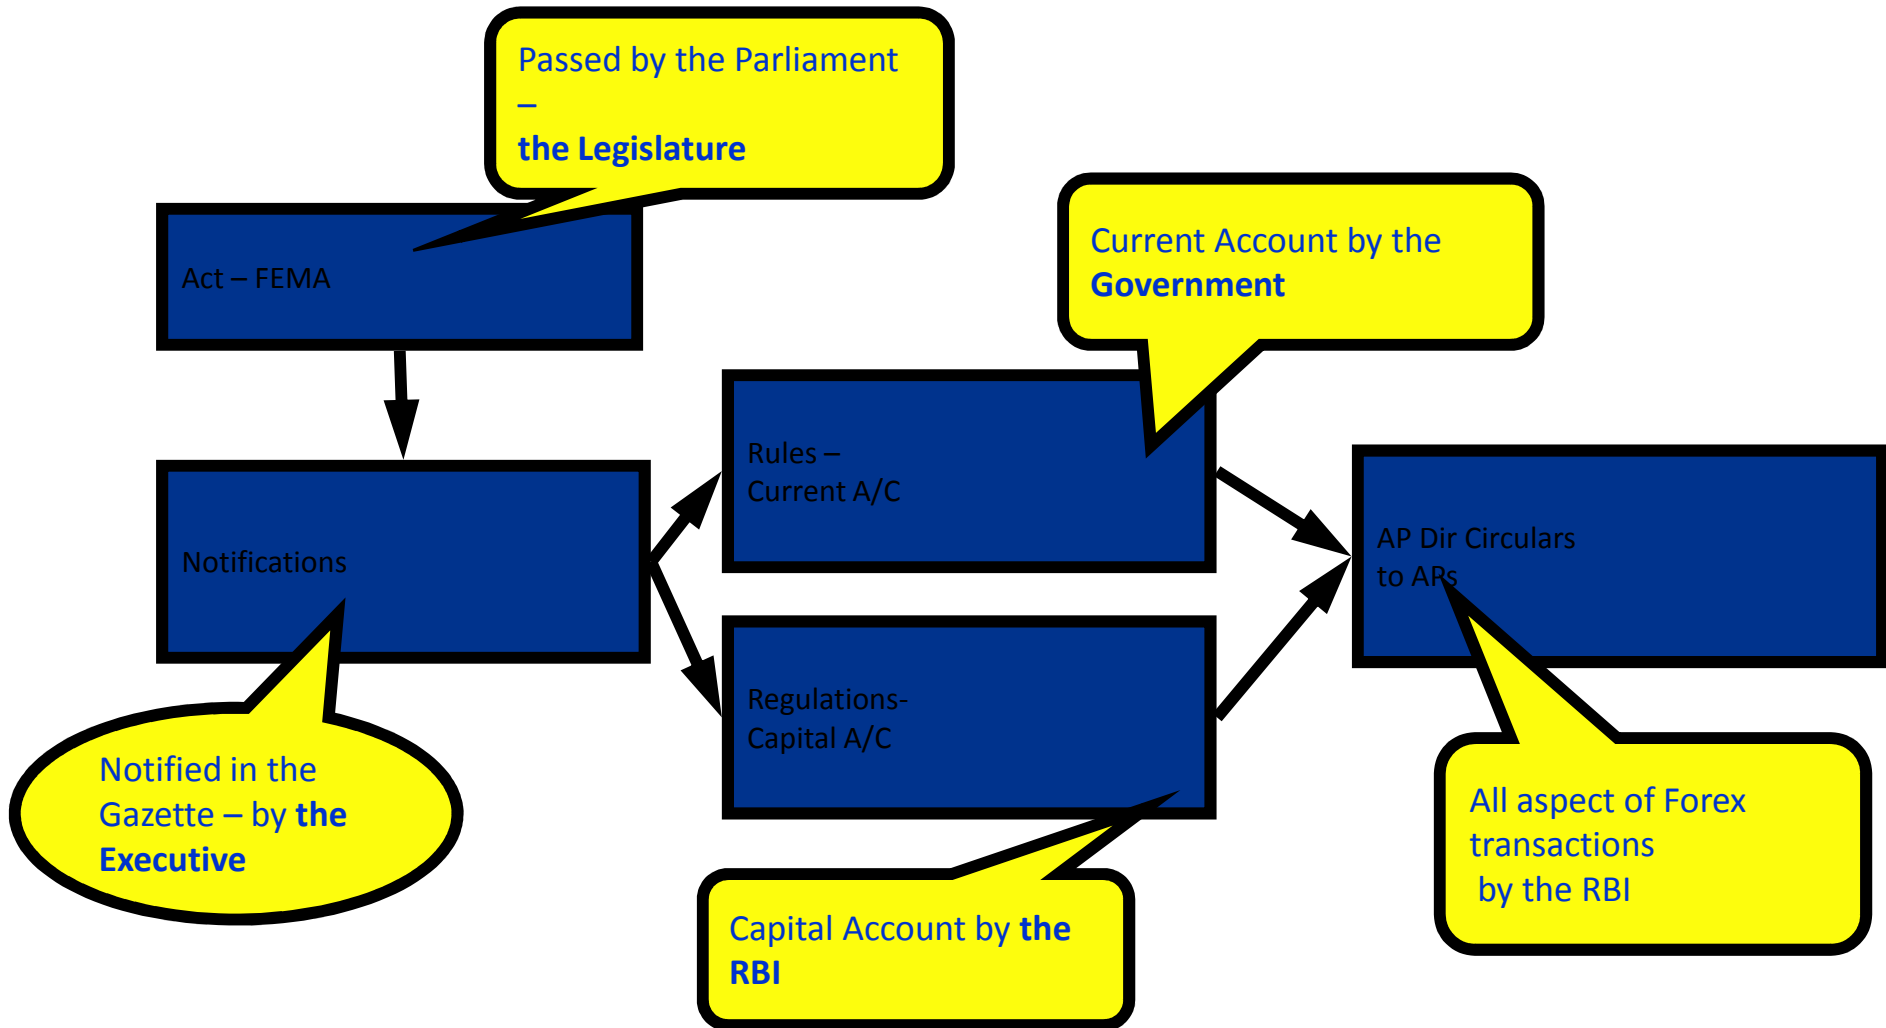 Passed by the Parliament
–
the Legislature
Act – FEMA
Current Account by the
Government
Rules –
Current A/C
Notifications
AP Dir Circulars
to APs
Regulations-
Capital A/C
Notified in the
Gazette – by the
Executive
All aspect of Forex
transactions
by the RBI
Capital Account by the
RBI